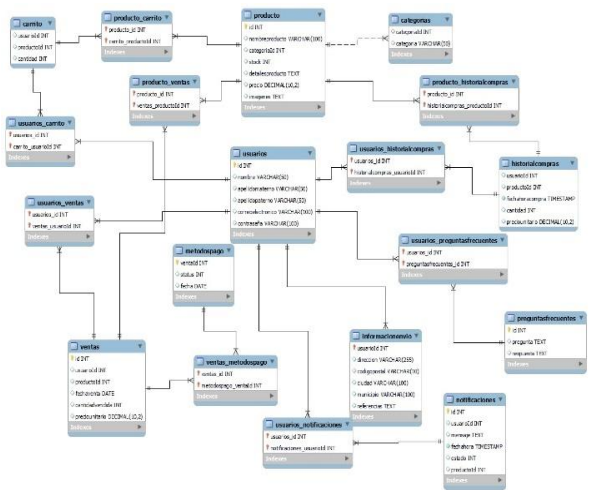 carrito
usuarioId INT
productoId INT
cantidad INT
producto_carrito
producto_id INT
carrito_productoId INT
Indexes
producto
id INT
nombreproducto VARCHAR(100)
categoriaId INT
stock INT
detallesproducto TEXT
precio DECIMAL(10,2)
imagenes TEXT
Indexes
categorias
categoriaId INT
categoria VARCHAR(50)
Indexes
producto_ventas
producto_id INT
ventas_productoId INT
Indexes
producto_historialcompras
producto_id INT
historialcompras_productoId INT
Indexes
usuarios_carrito
usuarios_id INT
carrito_usuarioId INT
Indexes
usuarios
id INT
nombre VARCHAR(50)
apellidomaterno VARCHAR(50)
apellidopaterno VARCHAR(50)
correoelectronico VARCHAR(100)
contraseña VARCHAR(100)
Indexes
usuarios_historialcompras
usuarios_id INT
historialcompras_usuarioId INT
Indexes
historialcompras
usuarioId INT
productoId INT
fechahoracompra TIMESTAMP
cantidad INT
preciounitario DECIMAL(10,2)
Indexes
usuarios_ventas
usuarios_id INT
ventas_usuarioId INT
Indexes
metodospago
ventaId INT
status INT
fecha DATE
Indexes
usuarios_preguntasfrecuentes
usuarios_id INT
preguntasfrecuentes_id INT
Indexes
preguntasfrecuentes
id INT
pregunta TEXT
respuesta TEXT
Indexes
ventas
id INT
usuarioId INT
productoId INT
fechaventa DATE
cantidadvendida INT
preciounitario DECIMAL(10,2)
Indexes
ventas_metodospago
ventas_id INT
metodospago_ventaId INT
Indexes
informacionenvio
usuarioId INT
direccion VARCHAR(255)
ciudad VARCHAR(100)
municipio VARCHAR(100)
referencias TEXT
Indexes
usuarios_notificaciones
usuarios_id INT
notificaciones_usuarioId INT
Indexes
notificaciones
id INT
usuarioId INT
mensaje TEXT
fechahora TIMESTAMP
estado INT
productoId INT
Indexes